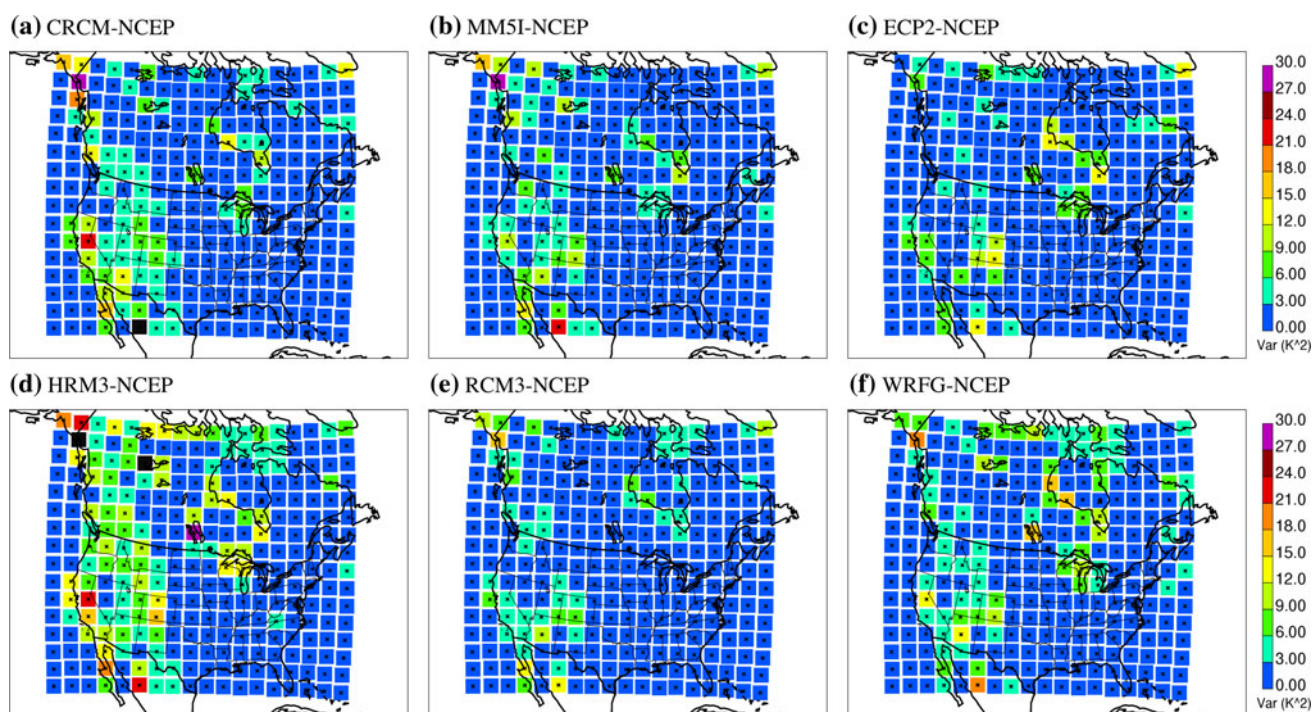 (a) CRCM-NCEP
(b) MM5I-NCEP
(c) ECP2-NCEP
30.0
27.0
24.0
21.0
18.0
15.0
12.0
9.00
6.00
3.00
0.00
Var (K^2)
(d) HRM3-NCEP
(e) RCM3-NCEP
(f) WRFG-NCEP
30.0
27.0
24.0
21.0
18.0
15.0
12.0
9.00
6.00
3.00
0.00
Var (K^2)